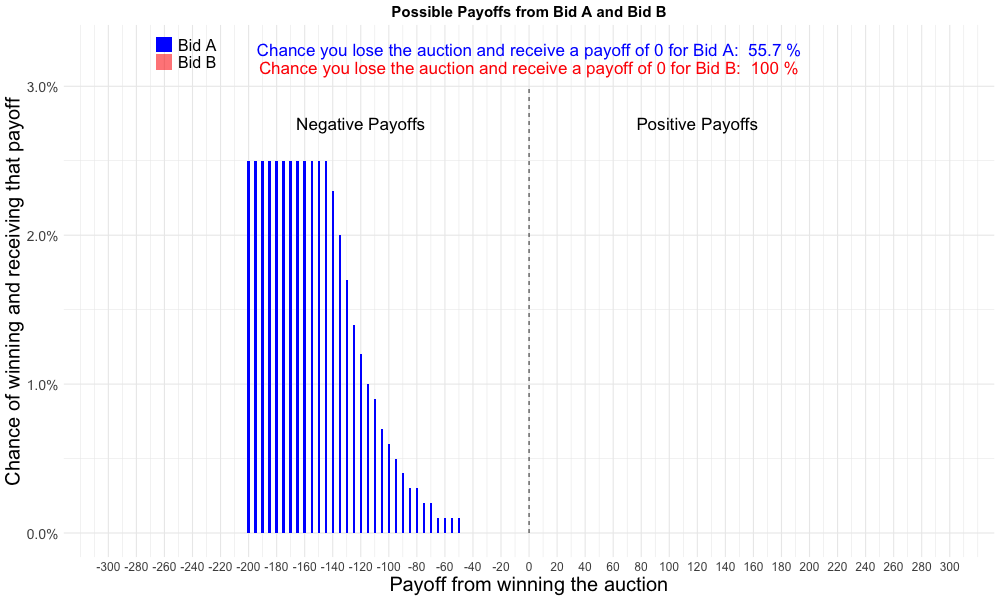 Possible Payoffs from Bid A and Bid B
Bid A
Bid B
Chance you lose the auction and receive a payoff of 0 for Bid A:  55.7 %
Chance you lose the auction and receive a payoff of 0 for Bid B:  100 %
Negative Payoffs
Positive Payoffs
Chance of winning and receiving that payoff
3.0%
2.0%
1.0%
0.0%
-300 -280 -260 -240 -220 -200 -180 -160 -140 -120 -100 -80 -60 -40 -20 0 20 40 60 80 100 120 140 160 180 200 220 240 260 280 300
Payoff from winning the auction